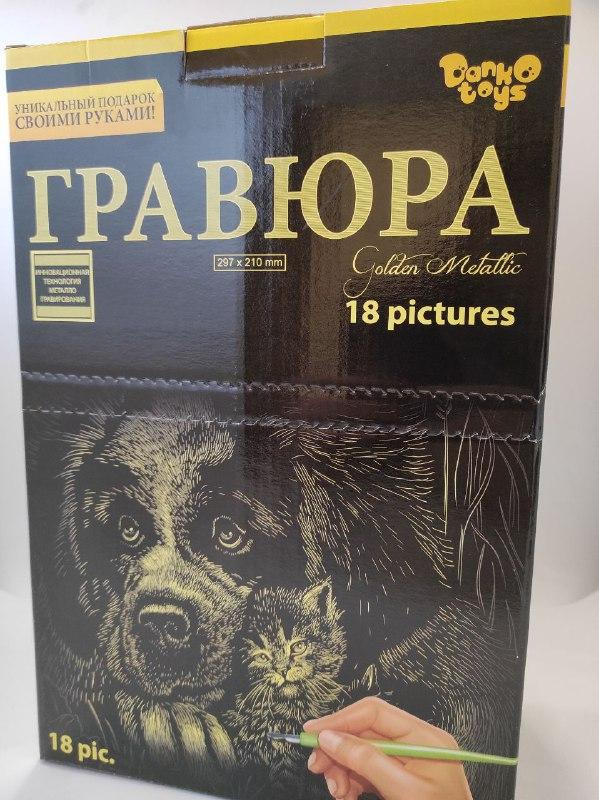 Danko
toys
УНИКАЛЬНЫЙ ПОДАРОК
СВОИМИ РУКАМИ!
ГРАВЮРА
297 x 210 mm
Golden Metallic
ИННОВАЦИОННАЯ
ТЕХНОЛОГИЯ
МЕТАЛЛО
ГРАВИРОВАНИЯ
18 pictures
18 pic.